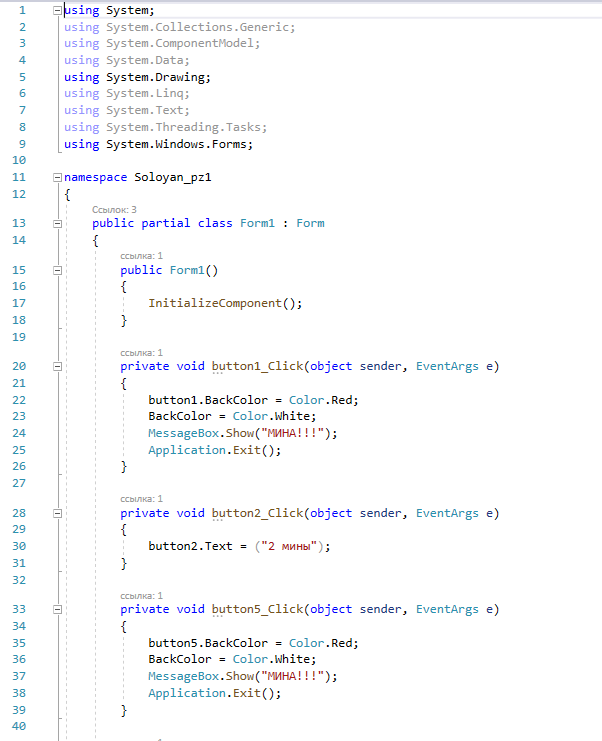 1 using System;
2 using System.Collections.Generic;
3 using System.ComponentModel;
4 using System.Data;
5 using System.Drawing;
6 using System.Linq;
7 using System.Text;
8 using System.Threading.Tasks;
9 using System.Windows.Forms;
10
11 namespace Soloyan_pz1
12 {
Ссылок: 3
13 public partial class Form1 : Form
14 {
ссылка: 1
15 public Form1()
16 {
17 InitializeComponent();
18 }
19
ссылка: 1
20 private void button1_Click(object sender, EventArgs e)
21 {
22 button1.BackColor = Color.Red;
23 BackColor = Color.White;
24 MessageBox.Show("МИНА!!!");
25 Application.Exit();
26 }
27
ссылка: 1
28 private void button2_Click(object sender, EventArgs e)
29 {
30 button2.Text = ("2 мины");
31 }
32
ссылка: 1
33 private void button5_Click(object sender, EventArgs e)
34 {
35 button5.BackColor = Color.Red;
36 BackColor = Color.White;
37 MessageBox.Show("МИНА!!!");
38 Application.Exit();
39 }
40